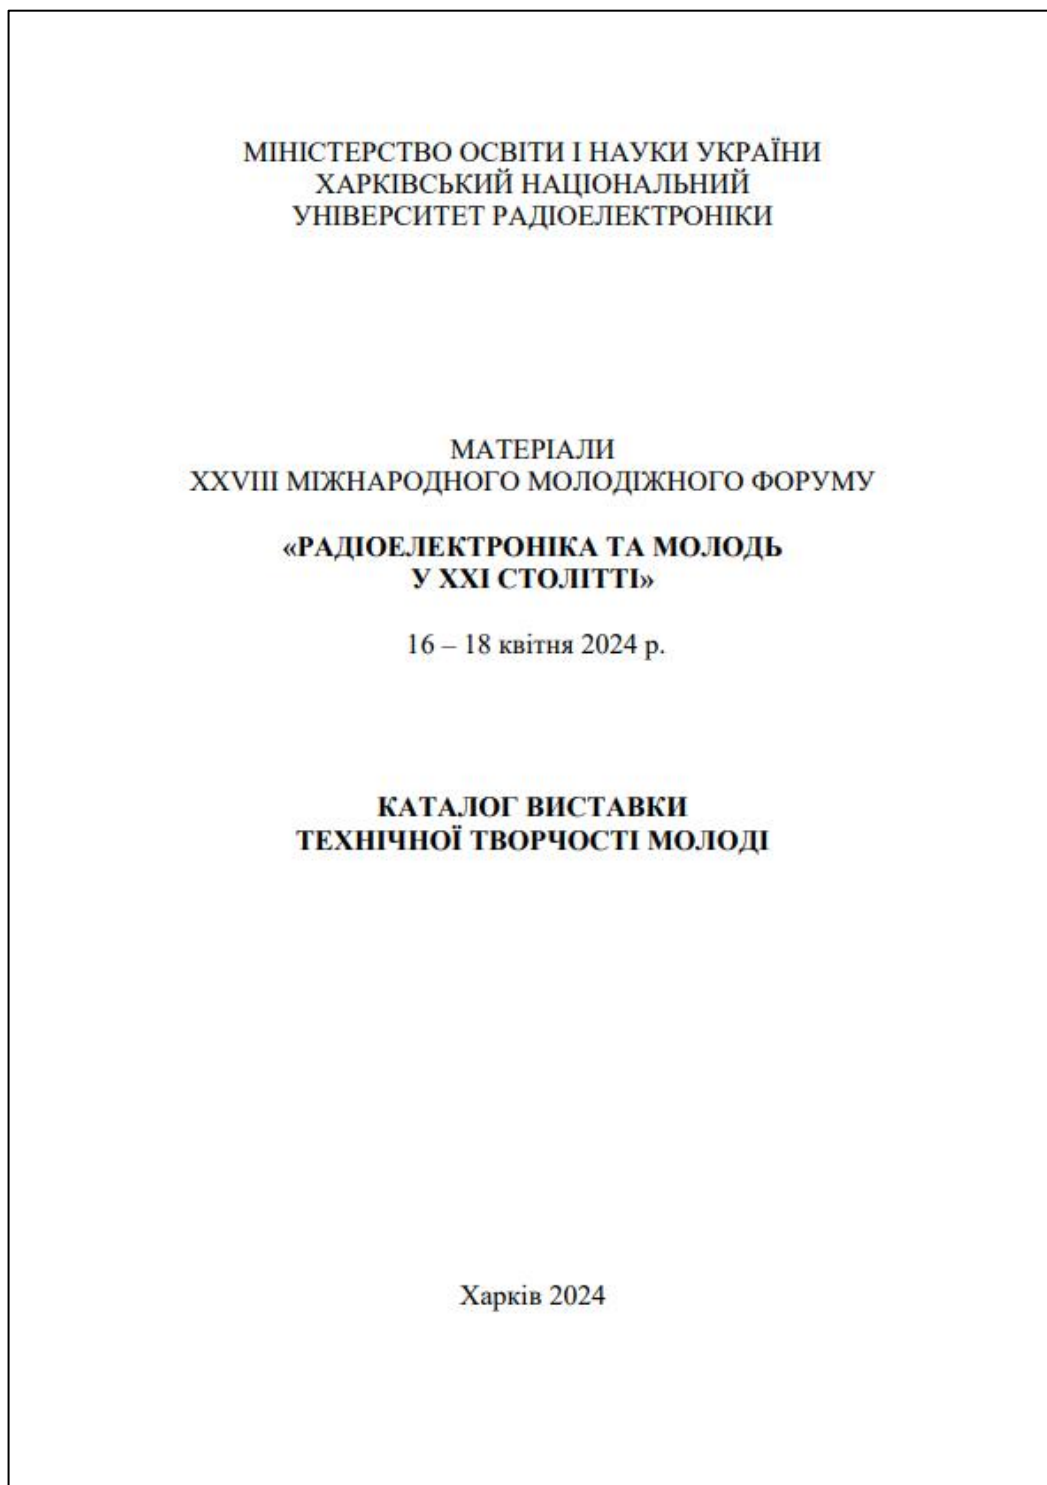 МІНІСТЕРСТВО ОСВІТИ І НАУКИ УКРАЇНИ
ХАРКІВСЬКИЙ НАЦІОНАЛЬНИЙ
УНІВЕРСИТЕТ РАДІОЕЛЕКТРОНІКИ
МАТЕРІАЛИ
XXVIII МІЖНАРОДНОГО МОЛОДІЖНОГО ФОРУМУ
«РАДІОЕЛЕКТРОНІКА ТА МОЛОДЬ
У XXI СТОЛІТТІ»
16 – 18 квітня 2024 р.
КАТАЛОГ ВИСТАВКИ
ТЕХНІЧНОЇ ТВОРЧОСТІ МОЛОДІ
Харків 2024